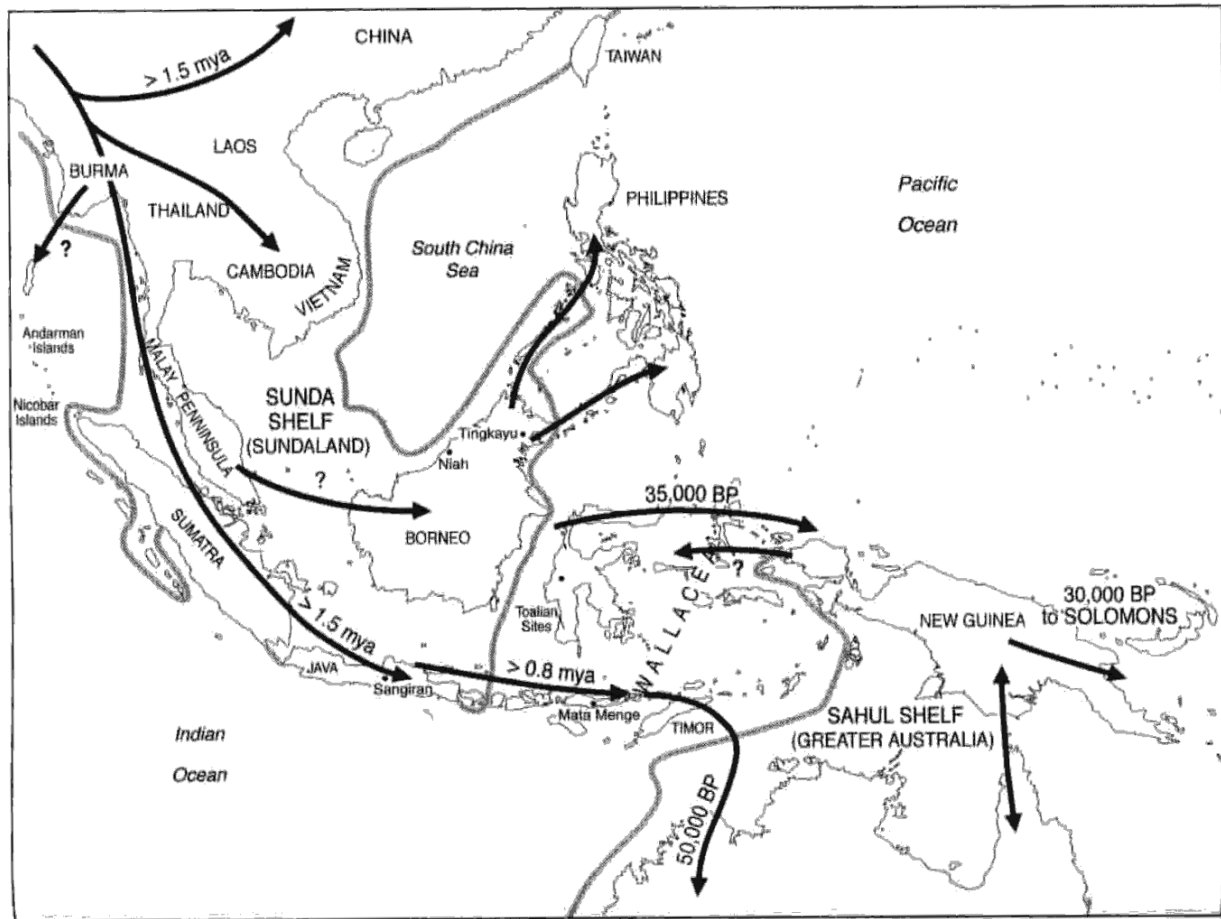 CHINA
TAIWAN
> 1.5 mya
LAOS
BURMA
THAILAND
?
CAMBODIA
VIETNAM
South China
Sea
PHILIPPINES
Pacific
Ocean
Andarman
Islands
Nicobar
Islands
MALAY PENNINSULA
SUNDA
SHELF
(SUNDALAND)
Tingkayu
Niah
?
SUMATRA
BORNEO
35,000 BP
?
WALLACEA
Toalian
Sites
NEW GUINEA
30,000 BP
to SOLOMONS
> 1.5 mya
JAVA
Sangiran
> 0.8 mya
Mata Menge
TIMOR
SAHUL SHELF
(GREATER AUSTRALIA)
Indian
Ocean
50,000 BP